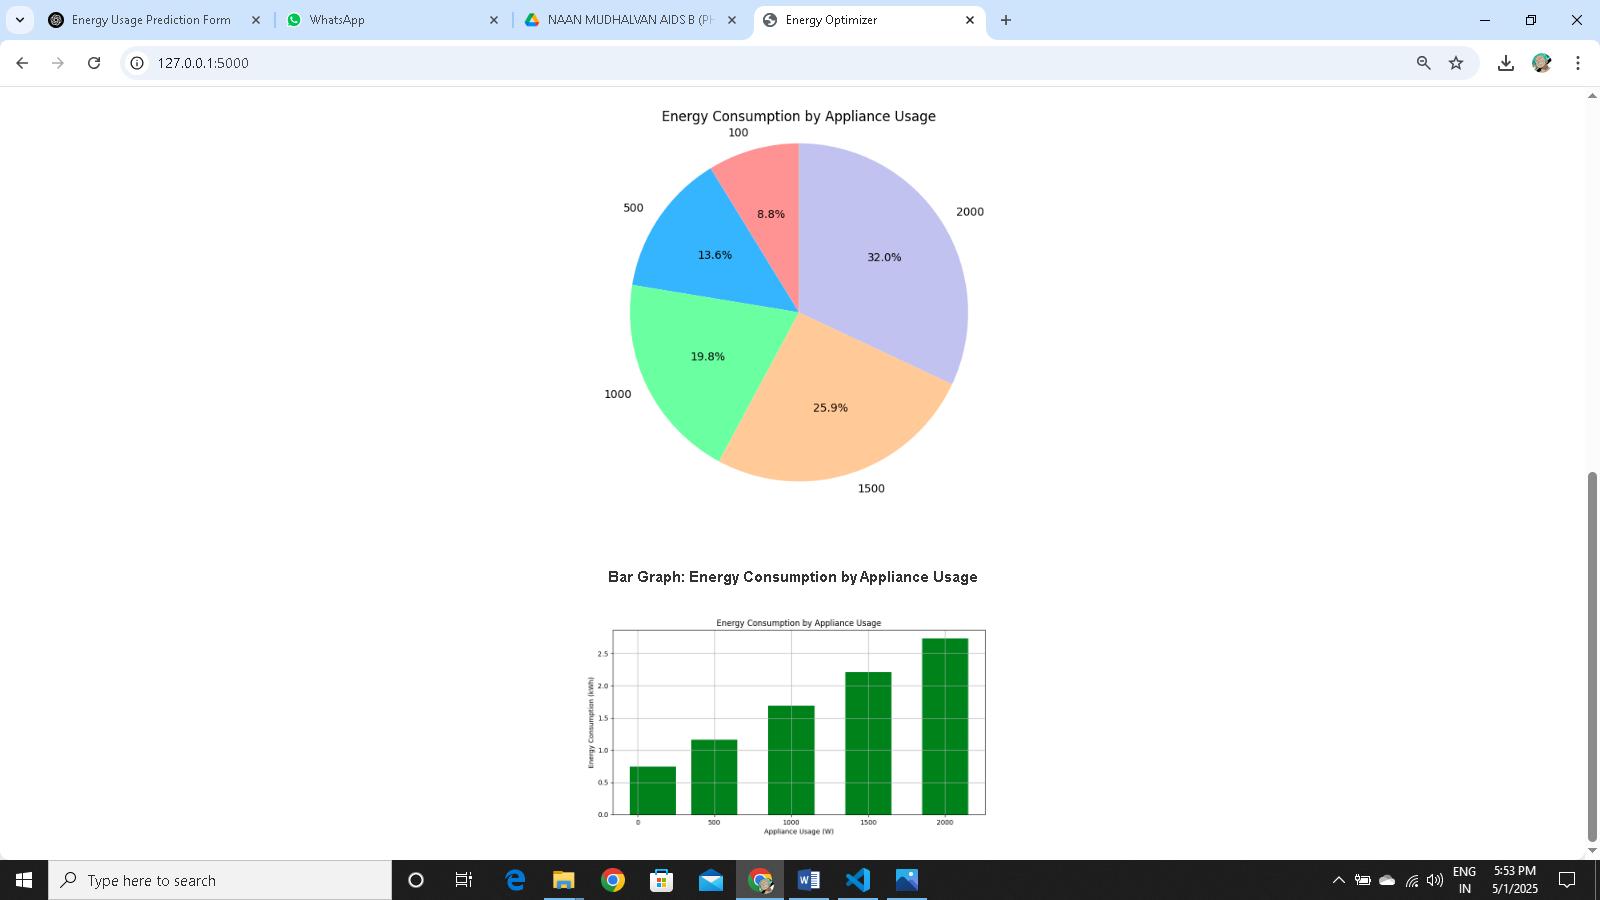 Energy Usage Prediction Form
WhatsApp
NAAN MUDHALVAN AIDS B (PH
Energy Optimizer
127.0.0.1:5000
Energy Consumption by Appliance Usage
100
500
2000
8.8%
13.6%
32.0%
19.8%
1000
25.9%
1500
Bar Graph: Energy Consumption by Appliance Usage
Energy Consumption by Appliance Usage
Energy Consumption (kWh)
2.5
2.0
1.5
1.0
0.5
0.0
0 500 1000 1500 2000
Appliance Usage (W)
Type here to search
ENG
IN
5:53 PM
5/1/2025